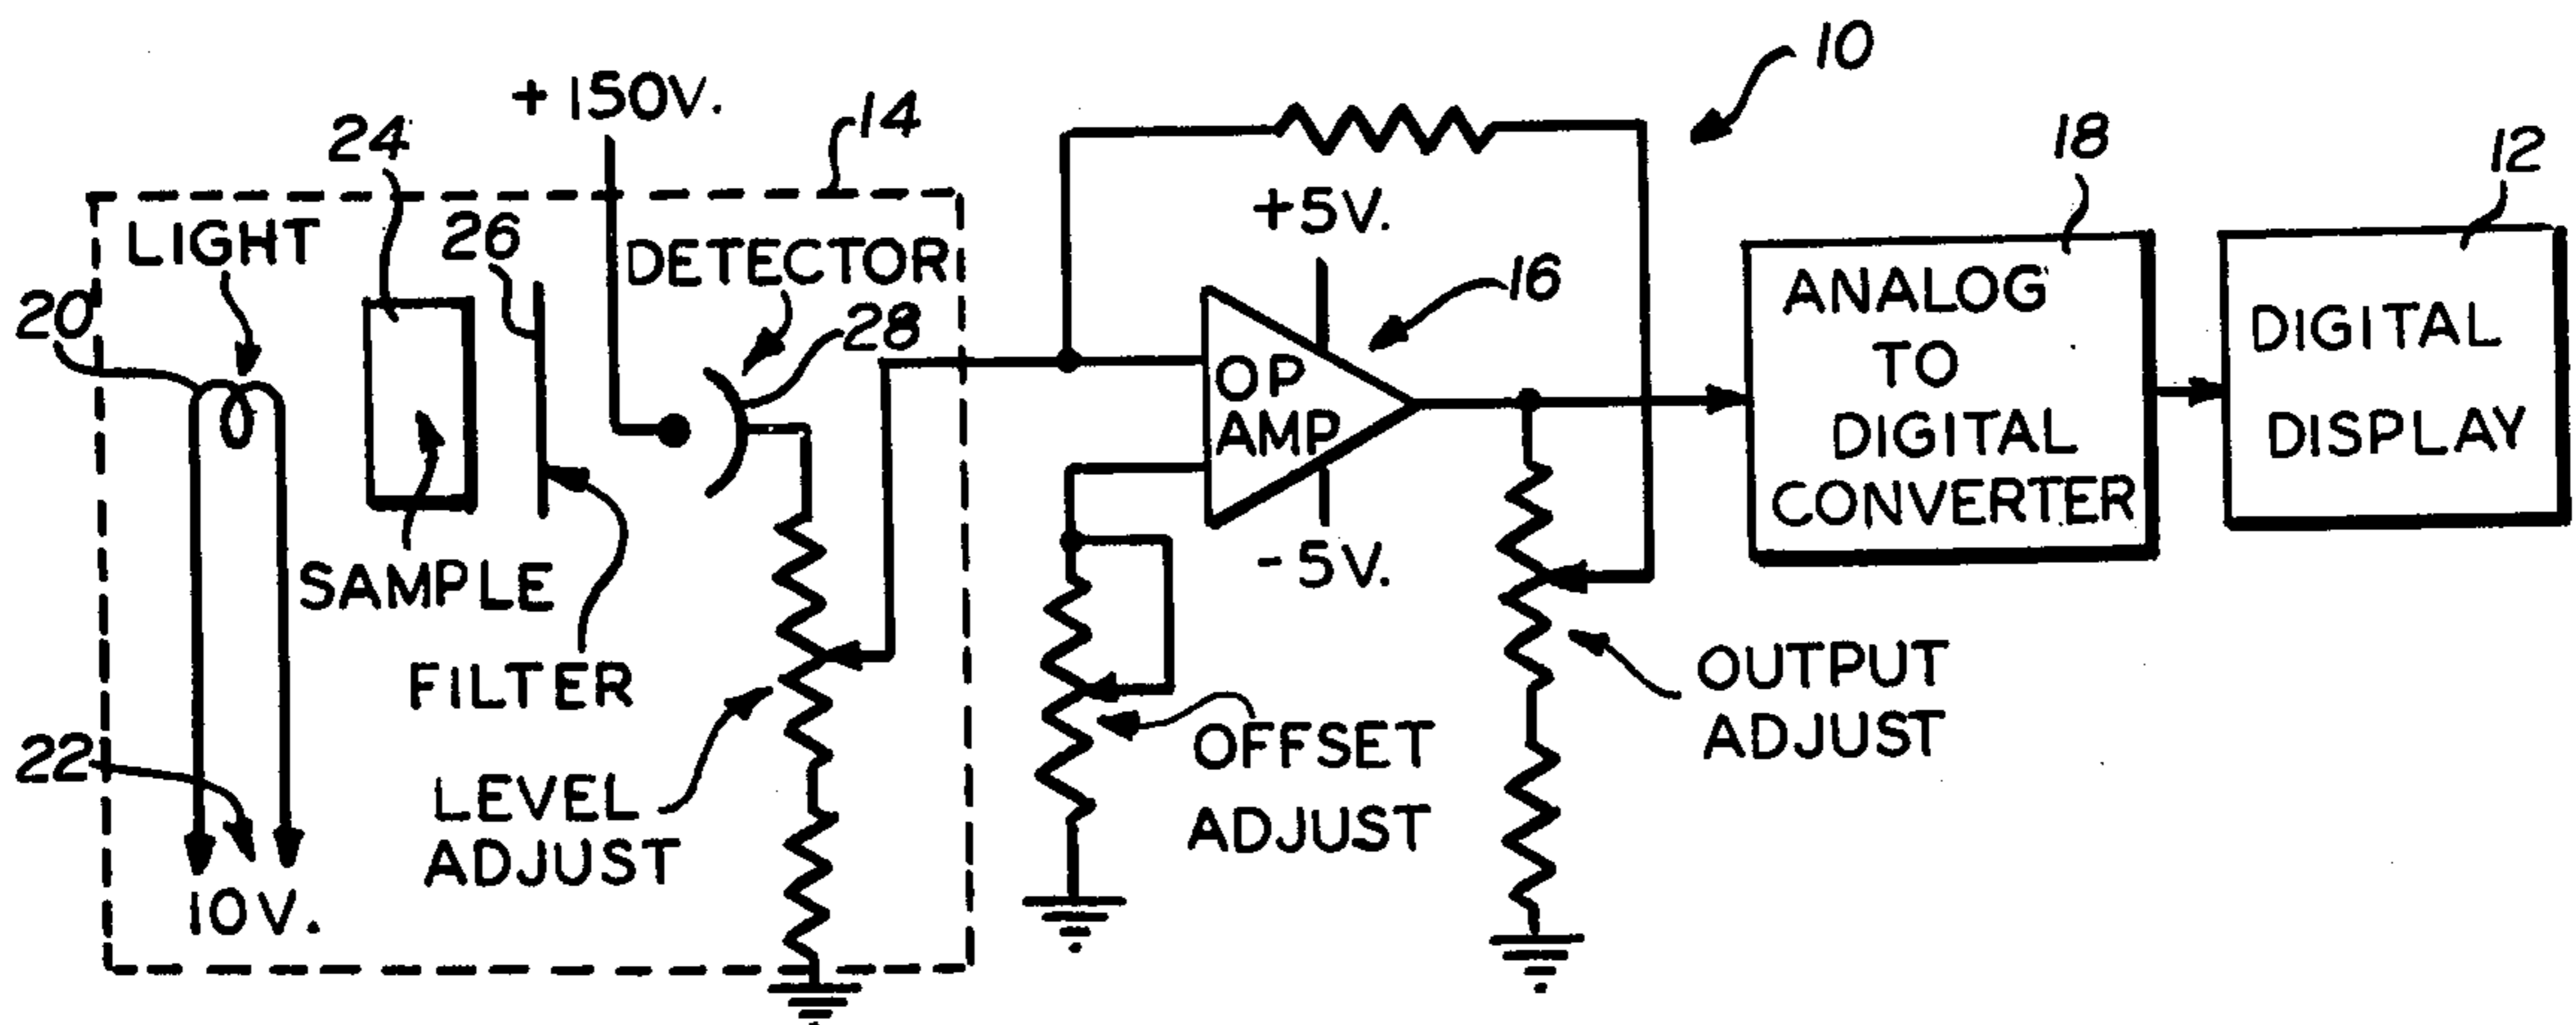 10
+150V.
14
24
18
12
LIGHT
26
DETECTOR
+5V.
16
20
28
OP
AMP
ANALOG
TO
DIGITAL
CONVERTER
DIGITAL
DISPLAY
SAMPLE
-5V.
FILTER
OUTPUT
ADJUST
22
LEVEL
ADJUST
OFFSET
ADJUST
10V.